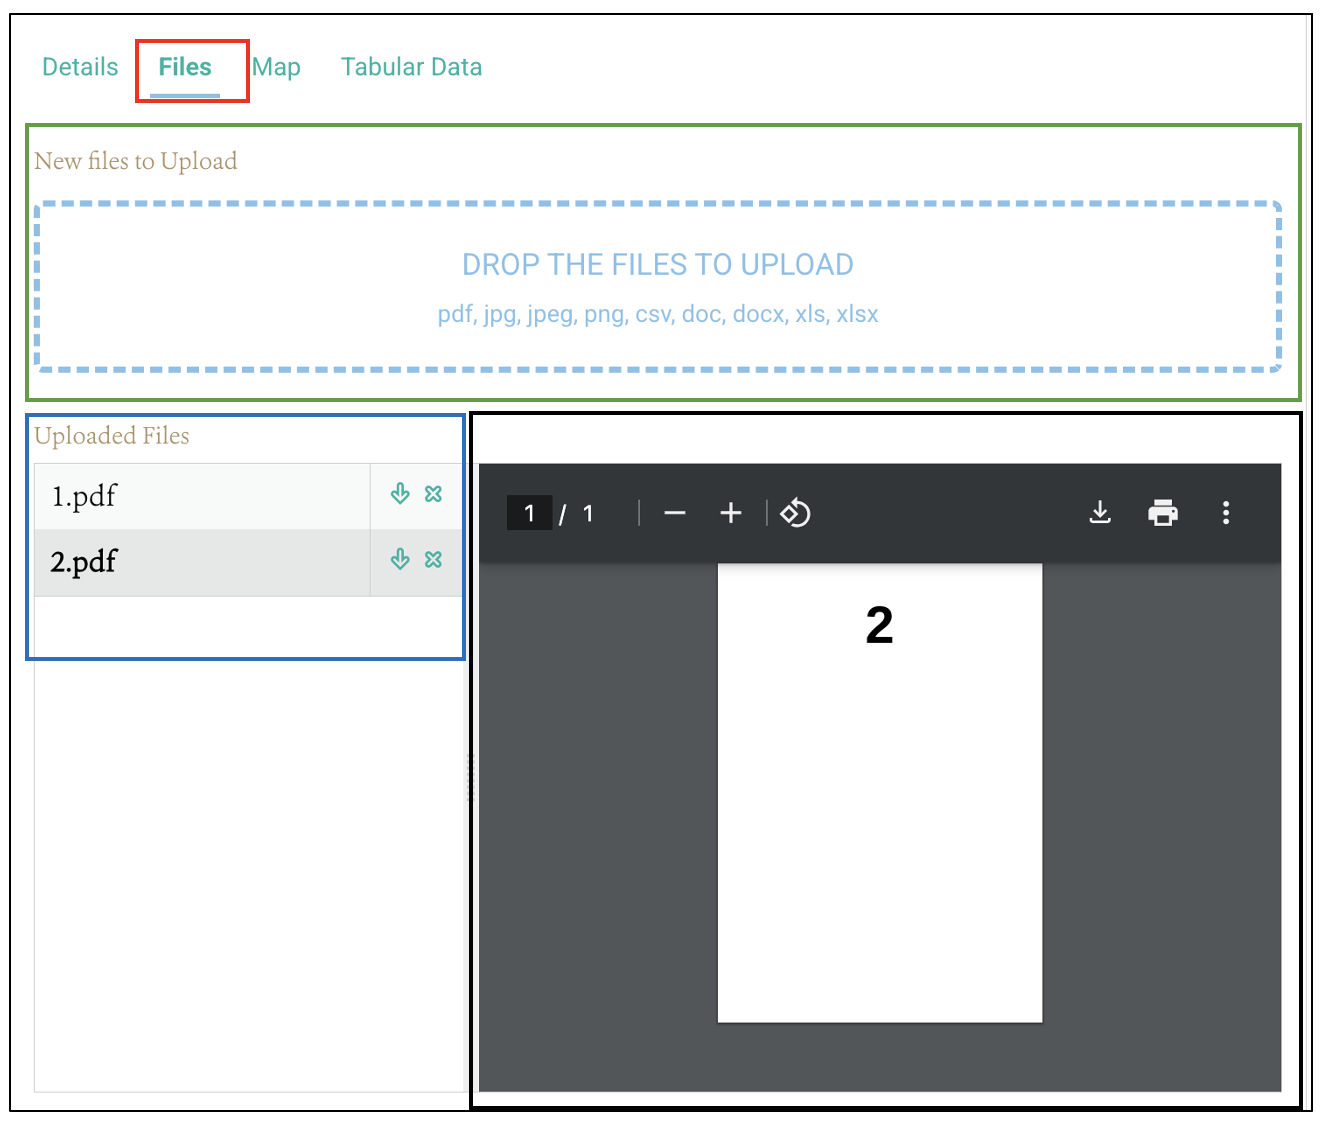 Details Files Map Tabular Data
New files to Upload
DROP THE FILES TO UPLOAD
pdf, jpg, jpeg, png, csv, doc, docx, xls, xlsx
Uploaded Files
1.pdf
2.pdf
1 / 1
2